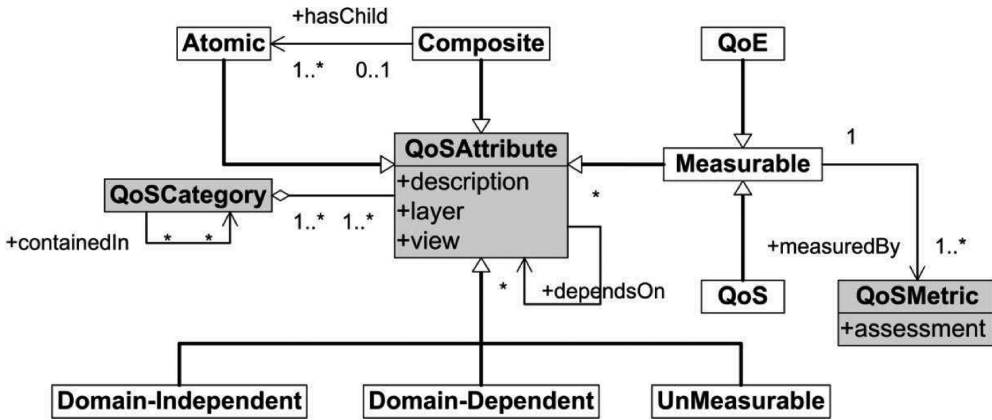 +hasChild
Atomic
Composite
QoE
1..*
0..1
QoSAttribute
+description
+layer
+view
Measurable
1
*
QoSCategory
1..*
1..*
+containedIn
*
*
+measuredBy
1..*
*
+dependsOn
QoS
QoSMetric
+assessment
Domain-Independent
Domain-Dependent
UnMeasurable